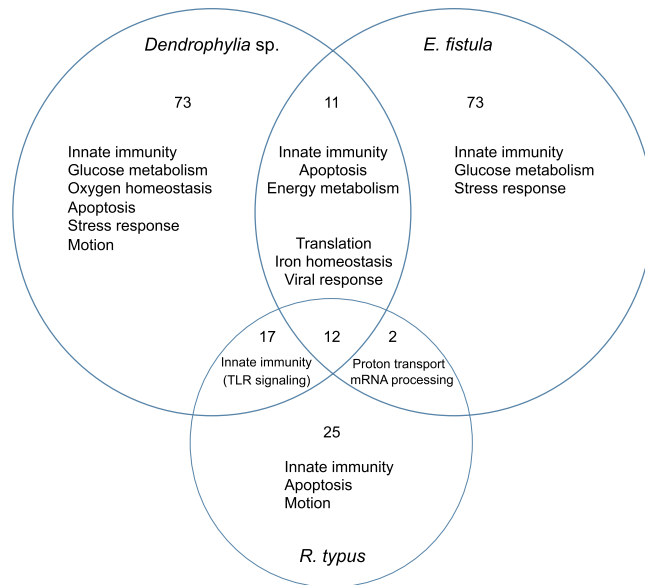 Dendrophylia sp.
E. fistula
73
11
73
Innate immunity
Glucose metabolism
Oxygen homeostasis
Apoptosis
Stress response
Motion
Innate immunity
Apoptosis
Energy metabolism
Innate immunity
Glucose metabolism
Stress response
Translation
Iron homeostasis
Viral response
17
12
2
Innate immunity
(TLR signaling)
Proton transport
mRNA processing
25
Innate immunity
Apoptosis
Motion
R. typus